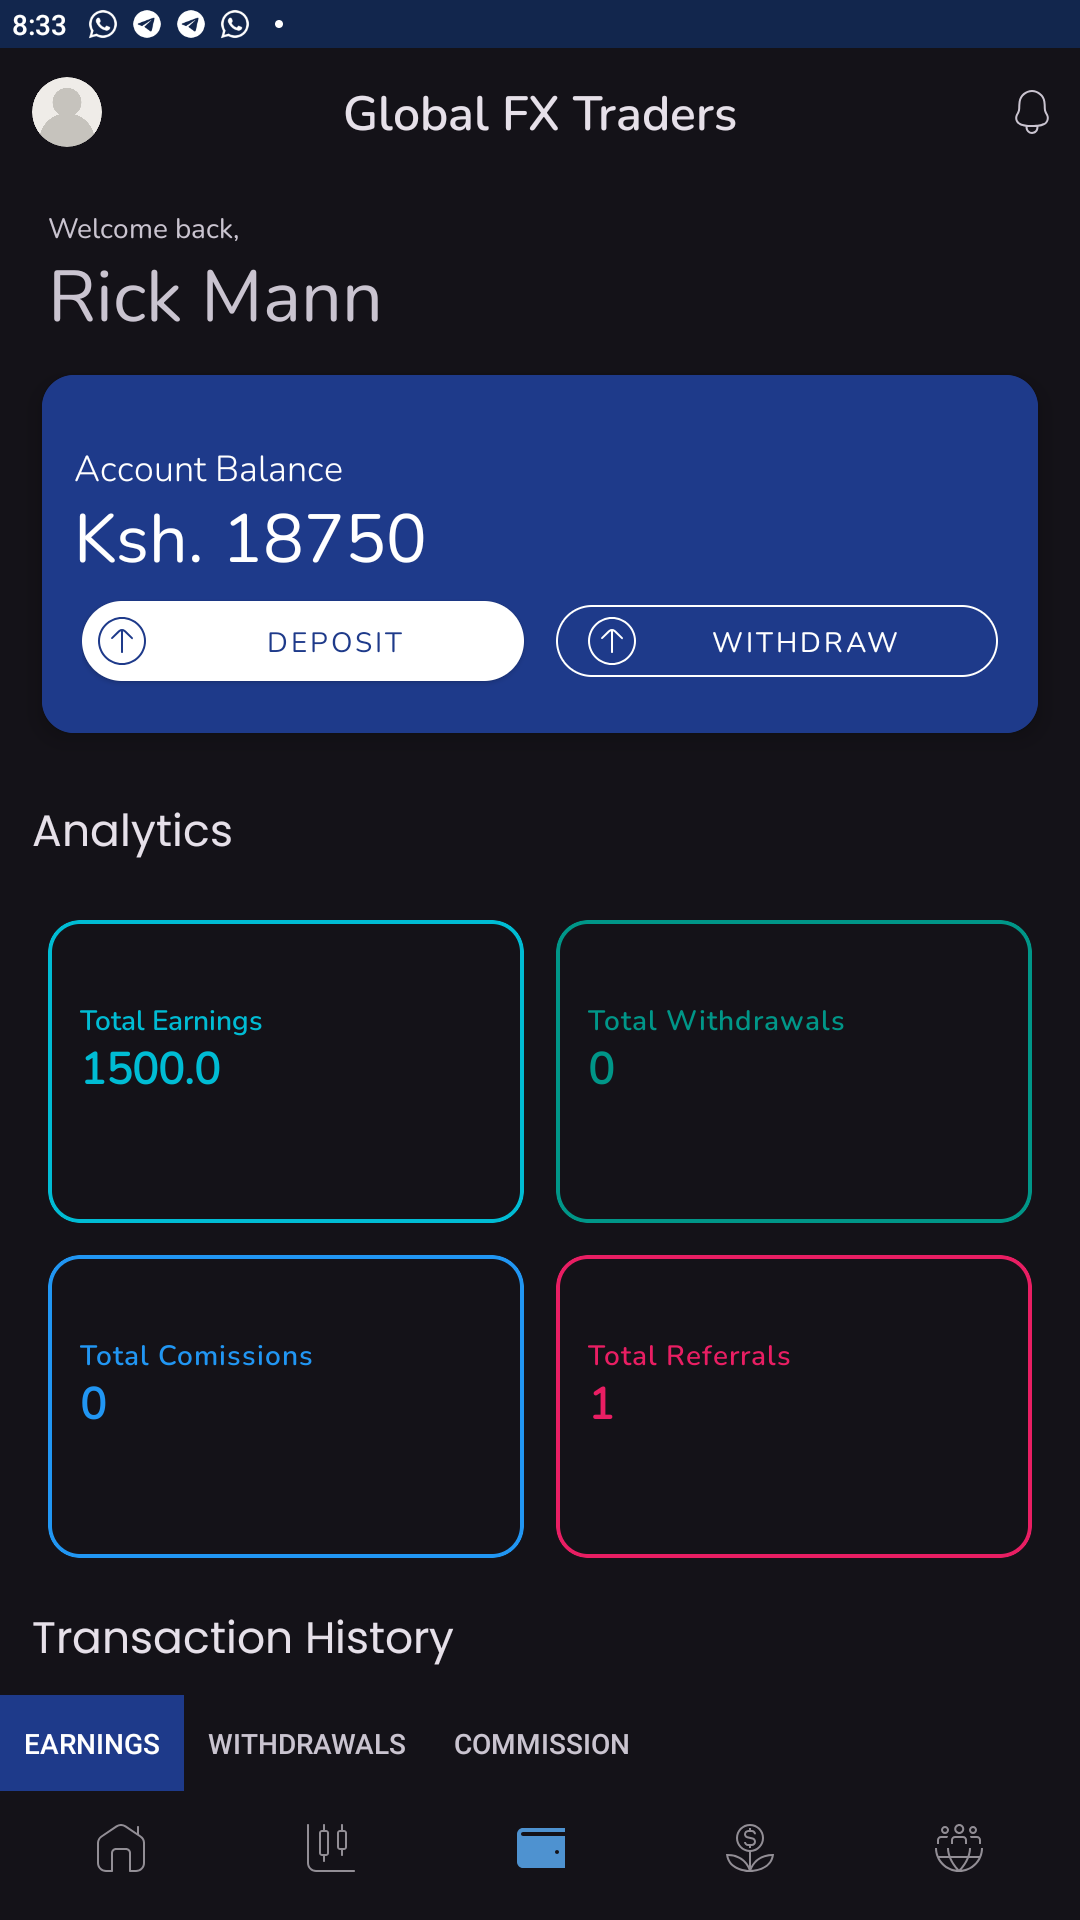 8:33
Global FX Traders
Welcome back,
Rick Mann
Account Balance
Ksh. 18750
DEPOSIT
WITHDRAW
Analytics
Total Earnings
1500.0
Total Withdrawals
0
Total Comissions
0
Total Referrals
1
Transaction History
EARNINGS
WITHDRAWALS
COMMISSION